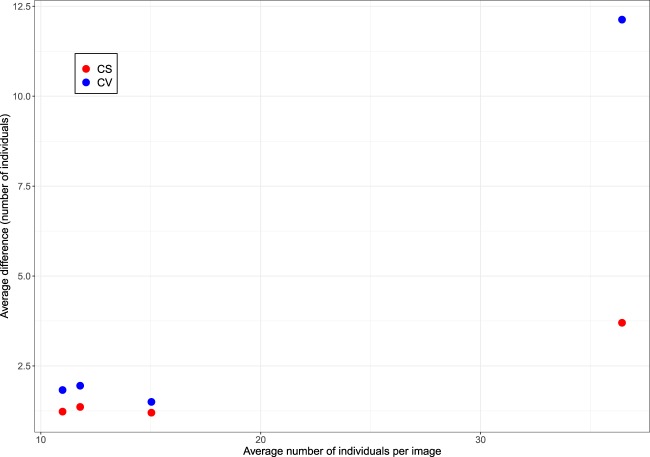 Average difference (number of individuals)
12.5
10.0
7.5
5.0
2.5
CS
CV
10
20
30
Average number of individuals per image